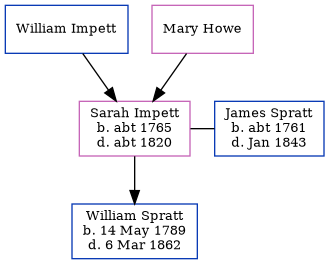 William Impett
Mary Howe
Sarah Impett
b. abt 1765
d. abt 1820
James Spratt
b. abt 1761
d. Jan 1843
William Spratt
b. 14 May 1789
d. 6 Mar 1862